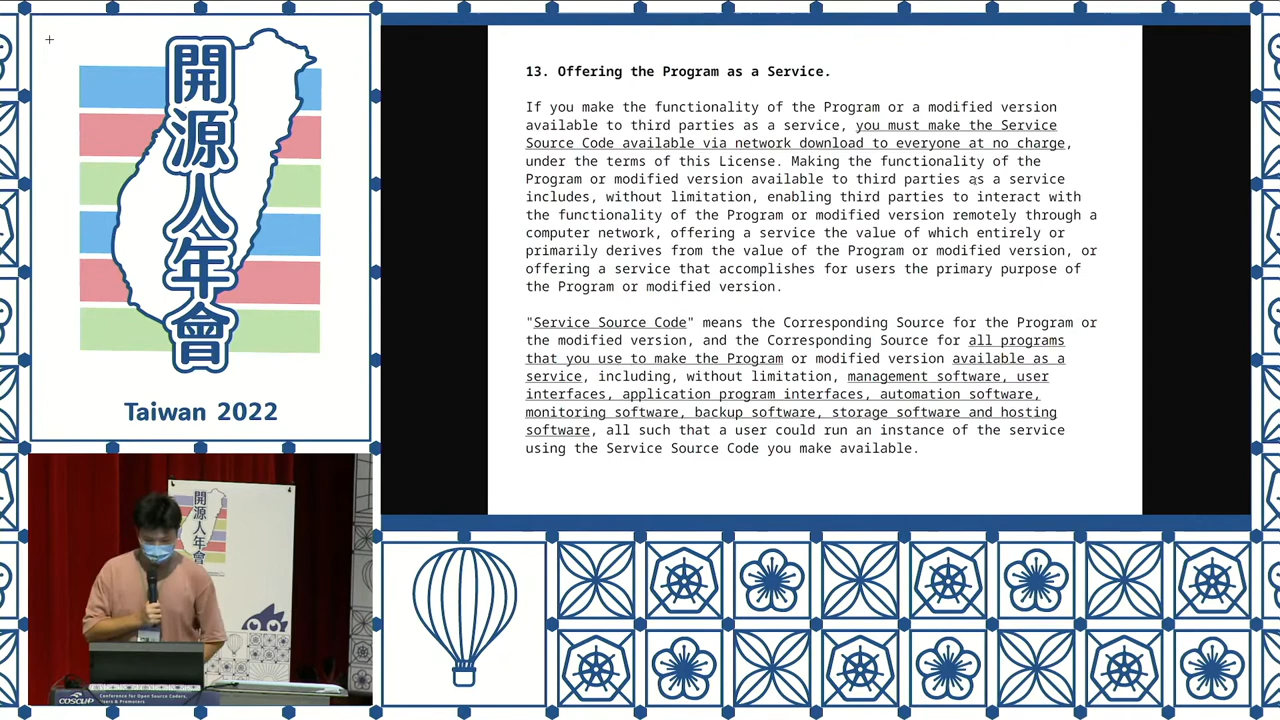 開源人年會
Taiwan 2022
13. Offering the Program as a Service.
If you make the functionality of the Program or a modified version
available to third parties as a service, you must make the Service
Source Code available via network download to everyone at no charge,
under the terms of this License. Making the functionality of the
Program or modified version available to third parties as a service
includes, without limitation, enabling third parties to interact with
the functionality of the Program or modified version remotely through a
computer network, offering a service the value of which entirely or
primarily derives from the value of the Program or modified version, or
offering a service that accomplishes for users the primary purpose of
the Program or modified version.
"Service Source Code" means the Corresponding Source for the Program or
the modified version, and the Corresponding Source for all programs
that you use to make the Program or modified version available as a
service, including, without limitation, management software, user
interfaces, application program interfaces, automation software,
monitoring software, backup software, storage software and hosting
software, all such that a user could run an instance of the service
using the Service Source Code you make available.
開源人年會
COSCUP
Conference for Open Source Coders,
Users & Promoters